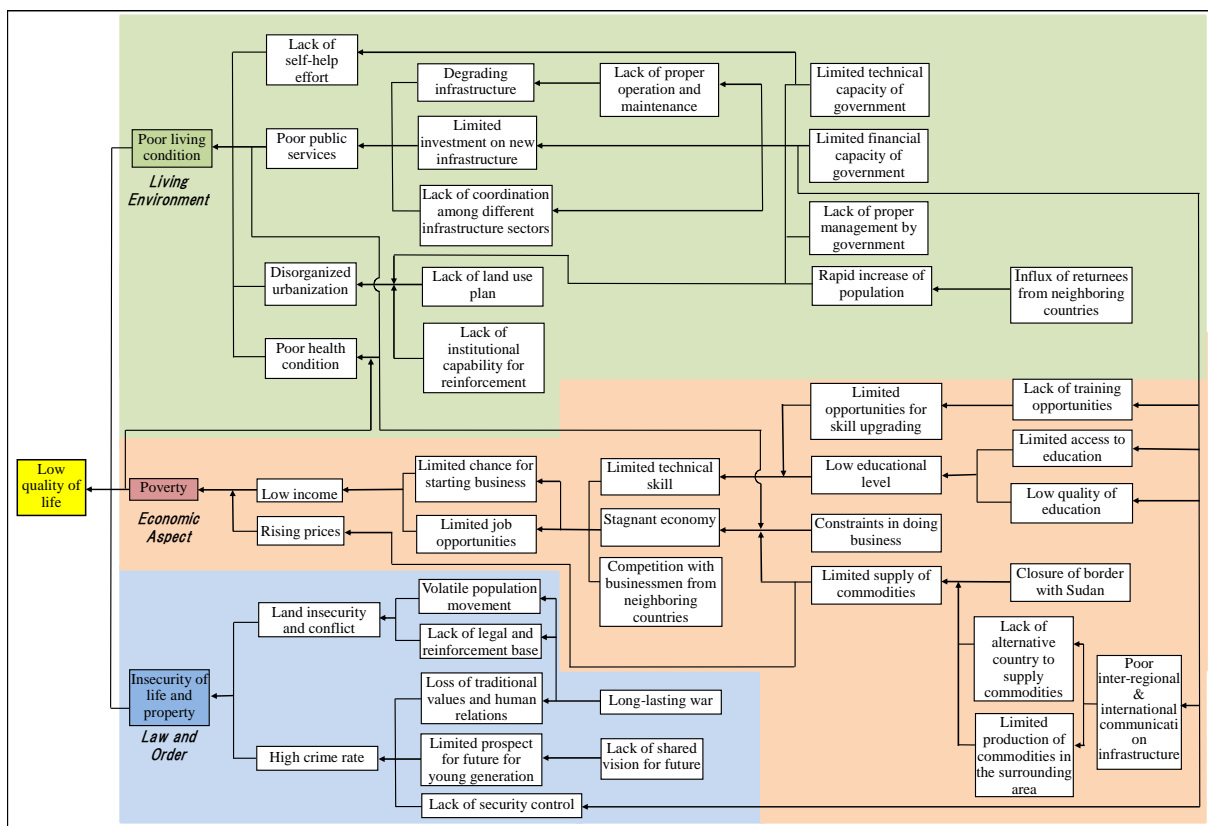 Lack of
self-help
effort
Degrading
infrastructure
Lack of proper
operation and
maintenance
Limited technical
capacity of
government
Poor living
condition
Living
Environment
Poor public
services
Limited
investment on new
infrastructure
Limited financial
capacity of
government
Lack of coordination
among different
infrastructure sectors
Lack of proper
management by
government
Disorganized
urbanization
Lack of land use
plan
Rapid increase of
population
Influx of returnees
from neighboring
countries
Poor health
condition
Lack of
institutional
capability for
reinforcement
Limited
opportunities for
skill upgrading
Lack of training
opportunities
Low
quality of
life
Poverty
Economic
Aspect
Low income
Rising prices
Limited chance for
starting business
Limited job
opportunities
Limited technical
skill
Stagnant economy
Competition with
businessmen from
neighboring
countries
Low educational
level
Limited access to
education
Low quality of
education
Constraints in doing
business
Limited supply of
commodities
Closure of border
with Sudan
Lack of
alternative
country to
supply
commodities
Limited
production of
commodities in
the surrounding
area
Poor
inter-regional
&
international
communicati
on
infrastructure
Insecurity of
life and
property
Law and
Order
Land insecurity
and conflict
Volatile population
movement
Lack of legal and
reinforcement base
High crime rate
Loss of traditional
values and human
relations
Long-lasting war
Limited prospect
for future for
young generation
Lack of shared
vision for future
Lack of security control